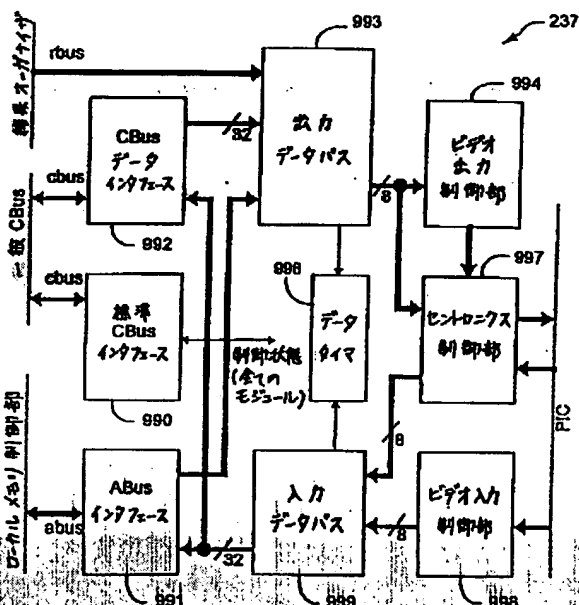 237
993
rbus
結果オーガナイザ
994
CBus
データ
インタフェース
32
出力
データパス
ビデオ
出力
制御部
8
cbus
一般 CBus
992
997
996
cbus
標準
CBus
インタフェース
データ
タイマ
セントロニクス
制御部
制御状態
(全ての
モジュール)
990
8
PIC
ローカルメモリ制御部
abus
ABus
インタフェース
入力
データパス
ビデオ入力
制御部
8
32
991
999
998